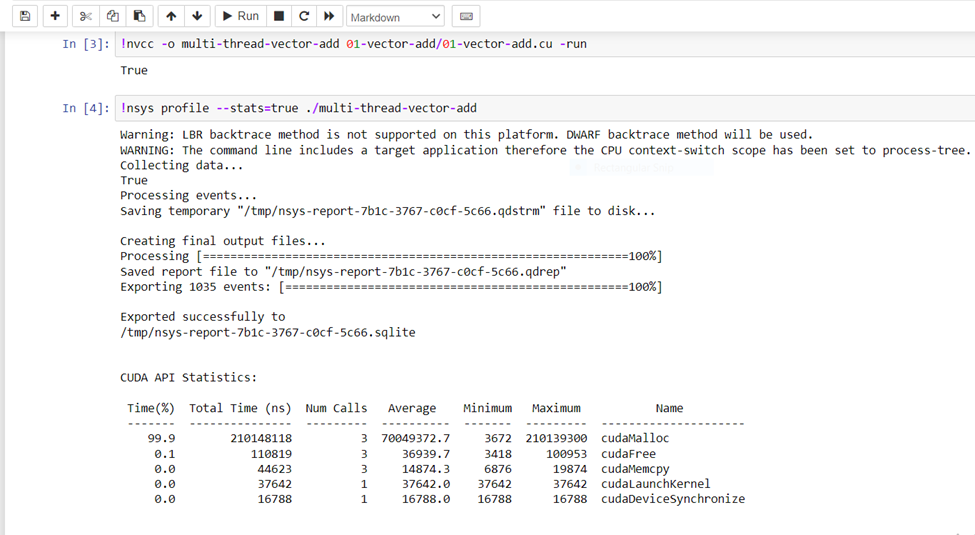 Run
Markdown
In [3]: !nvcc -o multi-thread-vector-add 01-vector-add/01-vector-add.cu -run
True
In [4]: !nsys profile --stats=true ./multi-thread-vector-add
Warning: LBR backtrace method is not supported on this platform. DWARF backtrace method will be used.
WARNING: The command line includes a target application therefore the CPU context-switch scope has been set to process-tree.
Collecting data...
True
Processing events...
Saving temporary "/tmp/nsys-report-7b1c-3767-c0cf-5c66.qdstrm" file to disk...
Creating final output files...
Processing [==============================================================100%]
Saved report file to "/tmp/nsys-report-7b1c-3767-c0cf-5c66.qdrep"
Exporting 1035 events: [==================================================100%]
Exported successfully to
/tmp/nsys-report-7b1c-3767-c0cf-5c66.sqlite
CUDA API Statistics:
Time(%) Total Time (ns) Num Calls Average Minimum Maximum Name
------- --------------- --------- ---------- ------- --------- ---------------------
99.9 210148118 3 70049372.7 3672 210139300 cudaMalloc
0.1 110819 3 36939.7 3418 100953 cudaFree
0.0 44623 3 14874.3 6876 19874 cudaMemcpy
0.0 37642 1 37642.0 37642 37642 cudaLaunchKernel
0.0 16788 1 16788.0 16788 16788 cudaDeviceSynchronize